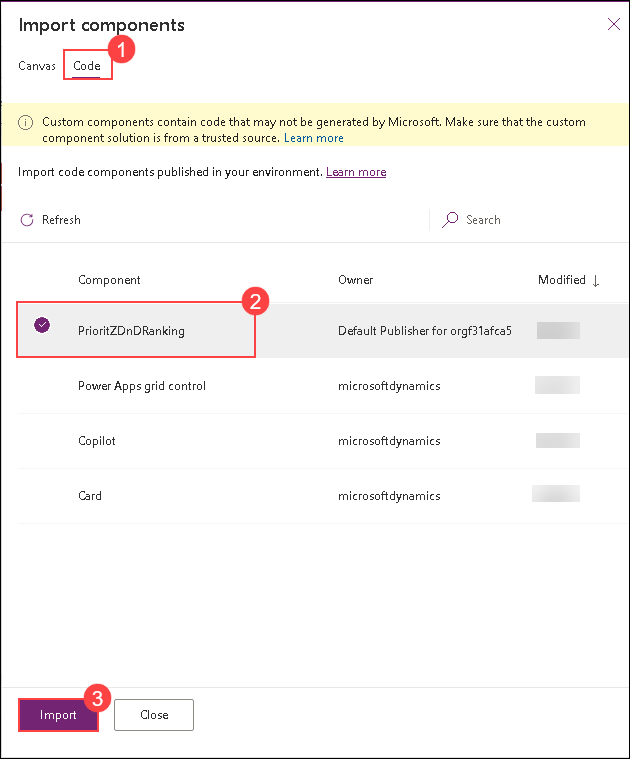 Import components
1
Canvas Code
Custom components contain code that may not be generated by Microsoft. Make sure that the custom
component solution is from a trusted source. Learn more
Import code components published in your environment. Learn more
Refresh Search
Component Owner Modified ↓
2
PrioritZDnDRanking Default Publisher for orgf31afca5
Power Apps grid control microsoftdynamics
Copilot microsoftdynamics
Card microsoftdynamics
3
Import Close